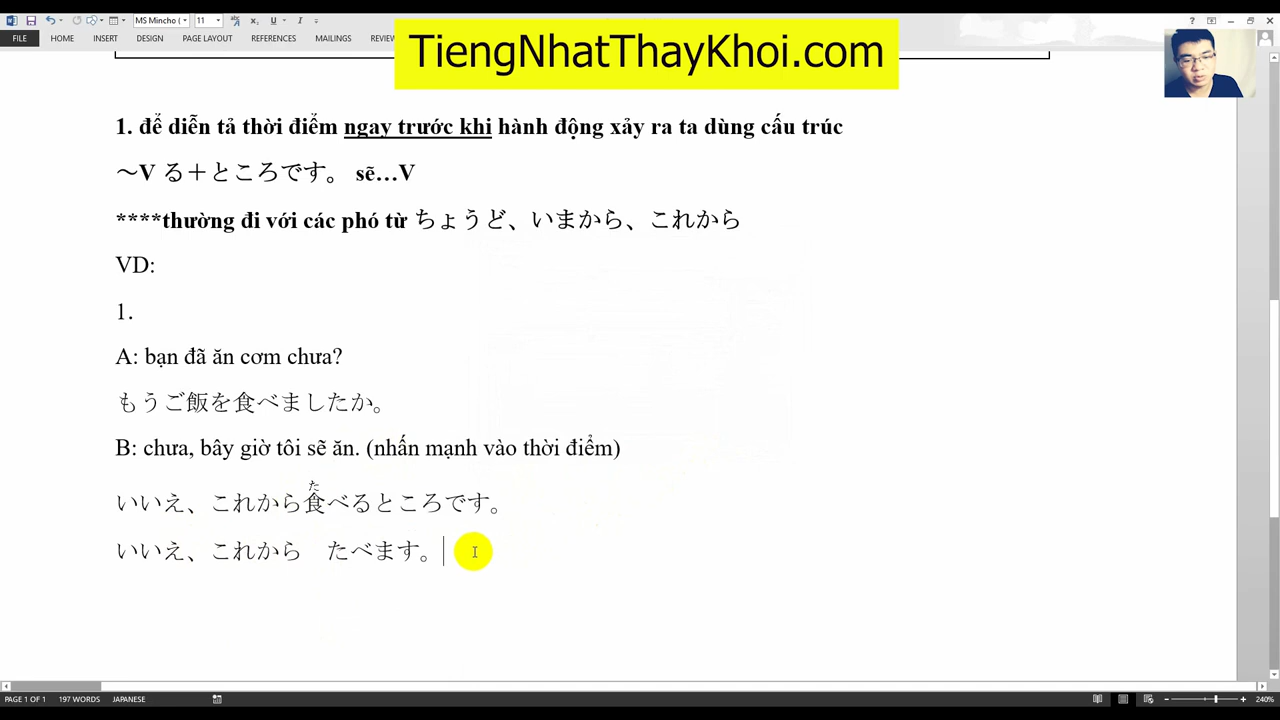 MS Mincho (
11
FILE HOME INSERT DESIGN PAGE LAYOUT REFERENCES MAILINGS REVIEW
TiengNhatThayKhoi.com
1. để diễn tả thời điểm ngay trước khi hành động xảy ra ta dùng cấu trúc
～V る＋ところです。 sẽ…V
****thường đi với các phó từ ちょうど、いまから、これから
VD:
1.
A: bạn đã ăn cơm chưa?
もうご飯を食べましたか。
B: chưa, bây giờ tôi sẽ ăn. (nhấn mạnh vào thời điểm)
た
いいえ、これから食べるところです。
いいえ、これから　たべます。
PAGE 1 OF 1 197 WORDS JAPANESE
240%